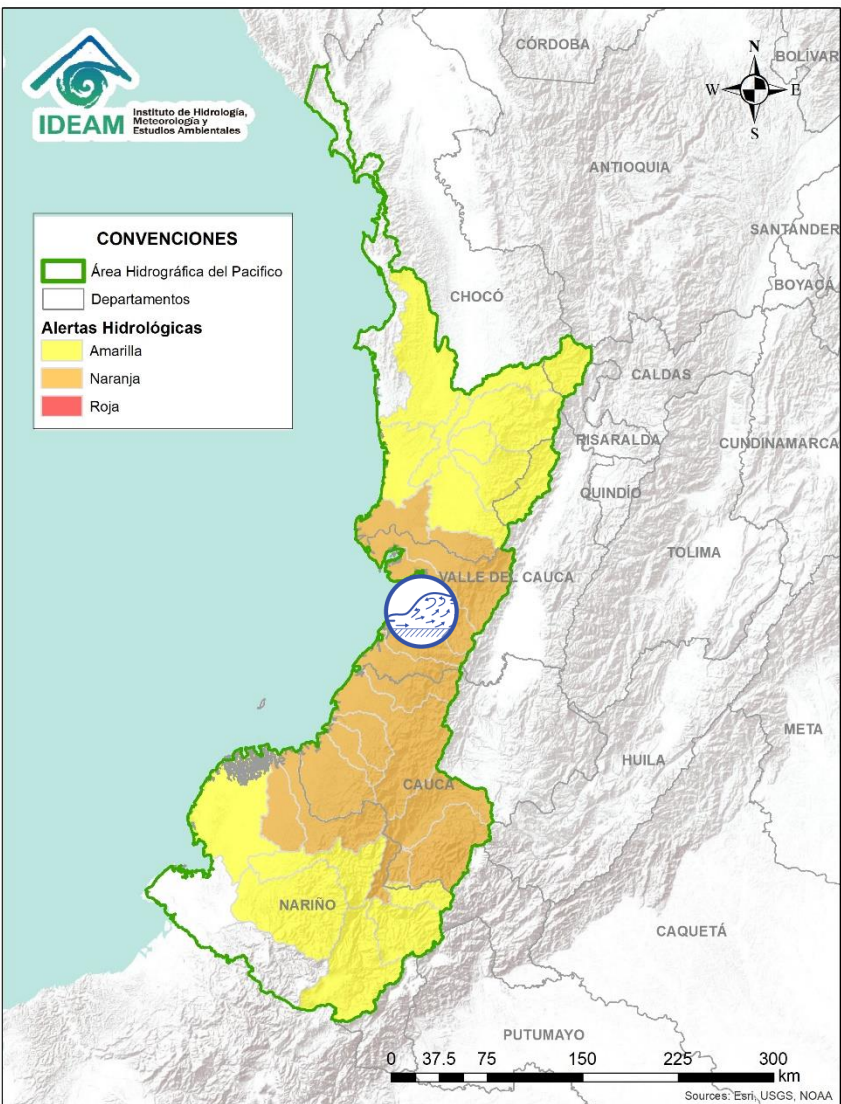 CÓRDOBA
BOLÍVAR
N
W
E
S
IDEAM
Instituto de Hidrología,
Meteorología y
Estudios Ambientales
ANTIOQUIA
SANTANDER
CONVENCIONES
Área Hidrográfica del Pacifico
Departamentos
Alertas Hidrológicas
Amarilla
Naranja
Roja
BOYACÁ
CHOCÓ
CALDAS
RISARALDA
CUNDINAMARCA
QUINDÍO
TOLIMA
VALLE DEL CAUCA
META
HUILA
CAUCA
NARIÑO
CAQUETÁ
PUTUMAYO
0 37.5 75 150 225 300
km
Sources: Esri, USGS, NOAA